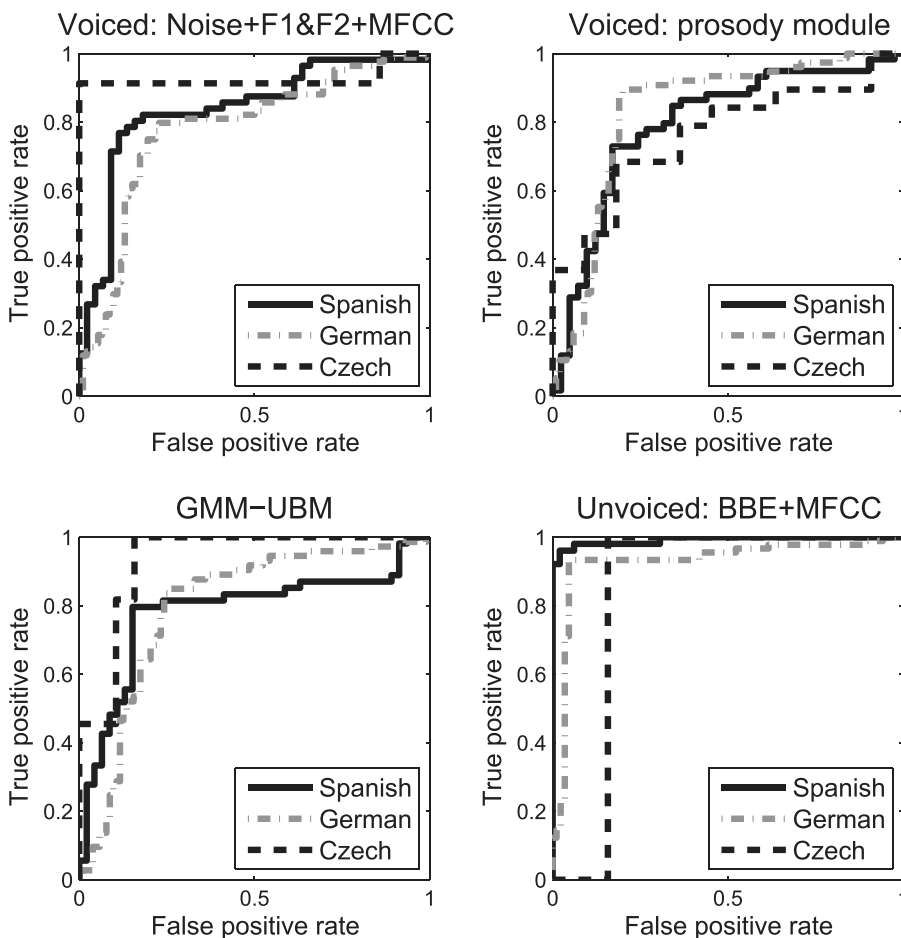 Voiced: Noise+F1&F2+MFCC
1
0.8
0.6
0.4
0.2
0
True positive rate
Spanish
German
Czech
0 0.5 1
False positive rate
Voiced: prosody module
1
0.8
0.6
0.4
0.2
0
True positive rate
Spanish
German
Czech
0 0.5 1
False positive rate
GMM−UBM
1
0.8
0.6
0.4
0.2
0
True positive rate
Spanish
German
Czech
0 0.5 1
False positive rate
Unvoiced: BBE+MFCC
1
0.8
0.6
0.4
0.2
0
True positive rate
Spanish
German
Czech
0 0.5 1
False positive rate